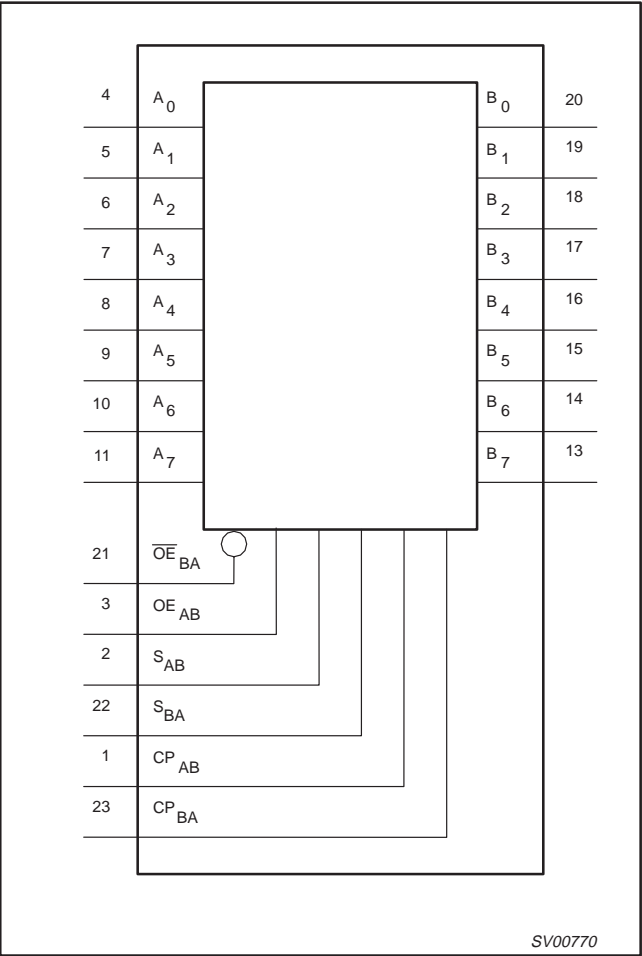 4 A0 B0 20
5 A1 B1 19
6 A2 B2 18
7 A3 B3 17
8 A4 B4 16
9 A5 B5 15
10 A6 B6 14
11 A7 B7 13
21 O̅E̅BA
3 OEAB
2 SAB
22 SBA
1 CPAB
23 CPBA
SV00770